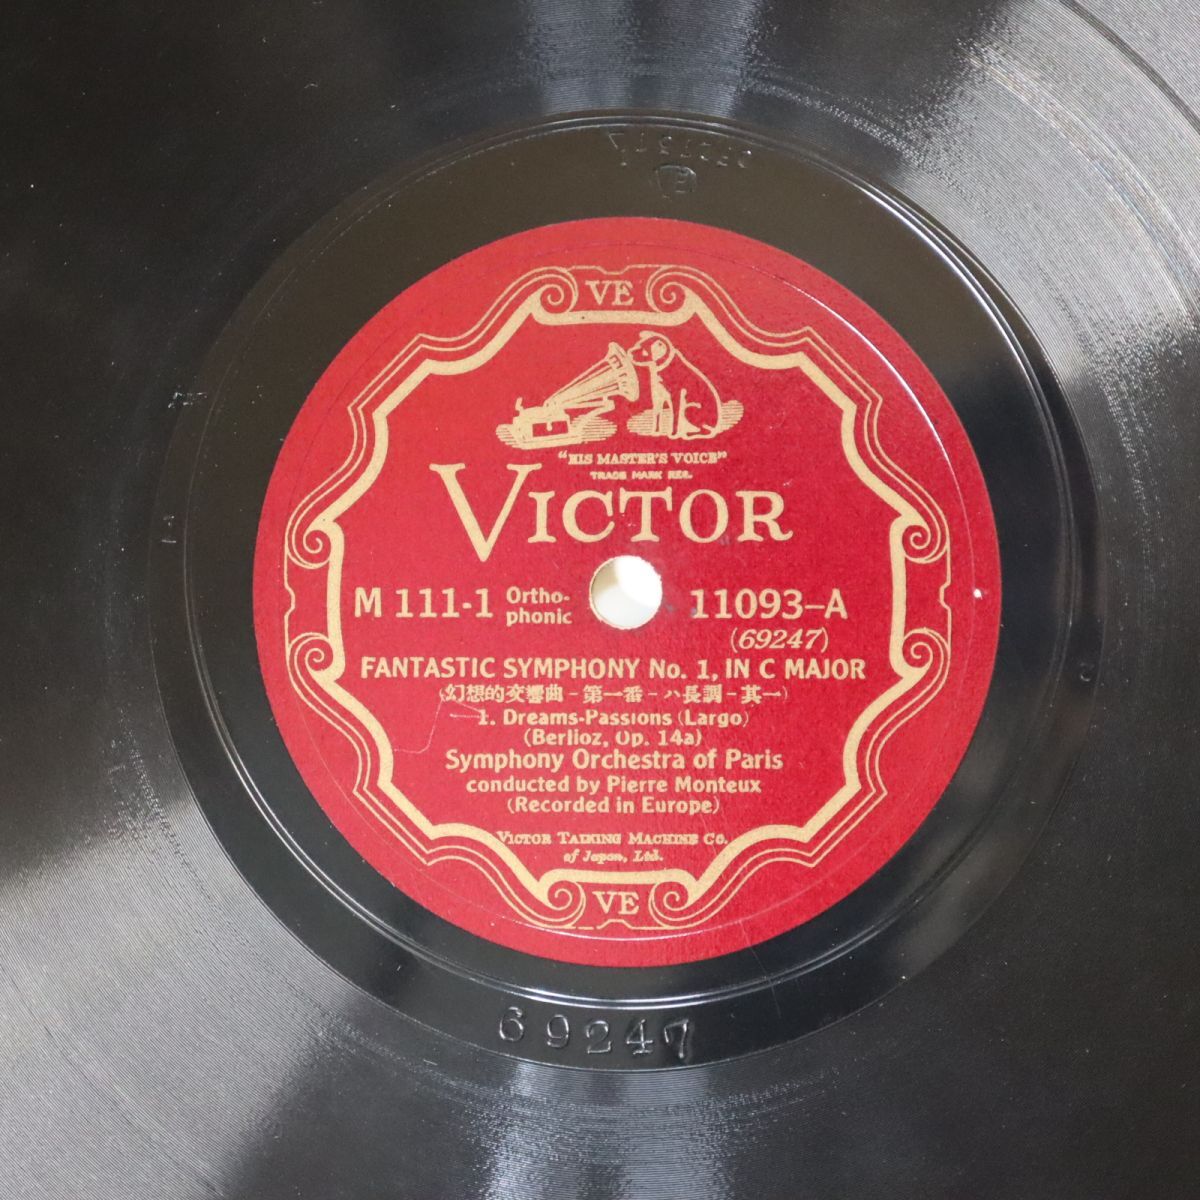 VE
"HIS MASTER'S VOICE"
TRADE MARK REG.
VICTOR
M 111-1 Ortho-phonic 11093-A
(69247)
FANTASTIC SYMPHONY No. 1, IN C MAJOR
(幻想的交響曲-第一番-ハ長調-其一)
1. Dreams-Passions (Largo)
(Berlioz, Op. 14a)
Symphony Orchestra of Paris
conducted by Pierre Monteux
(Recorded in Europe)
VICTOR TALKING MACHINE CO.
of Japan, Ltd.
VE
69247